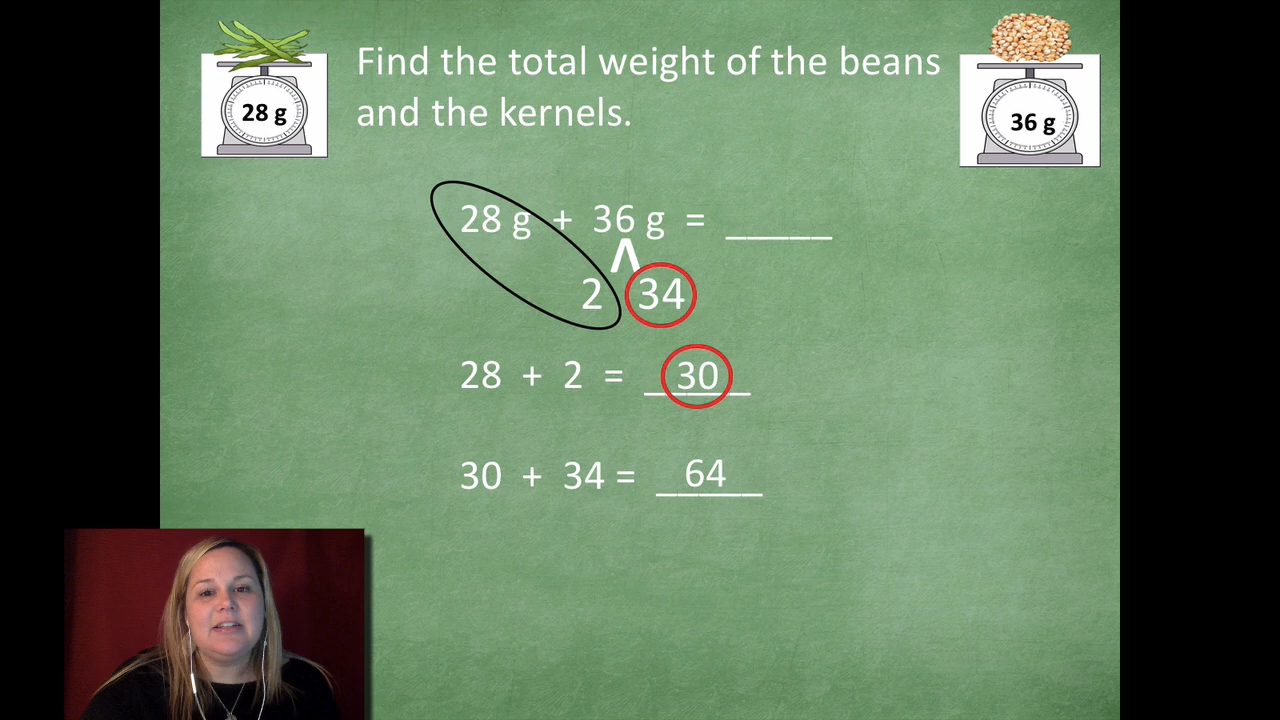 28 g
Find the total weight of the beans
and the kernels.
36 g
28 g + 36 g = _____
2 34
28 + 2 = 30
30 + 34 = 64